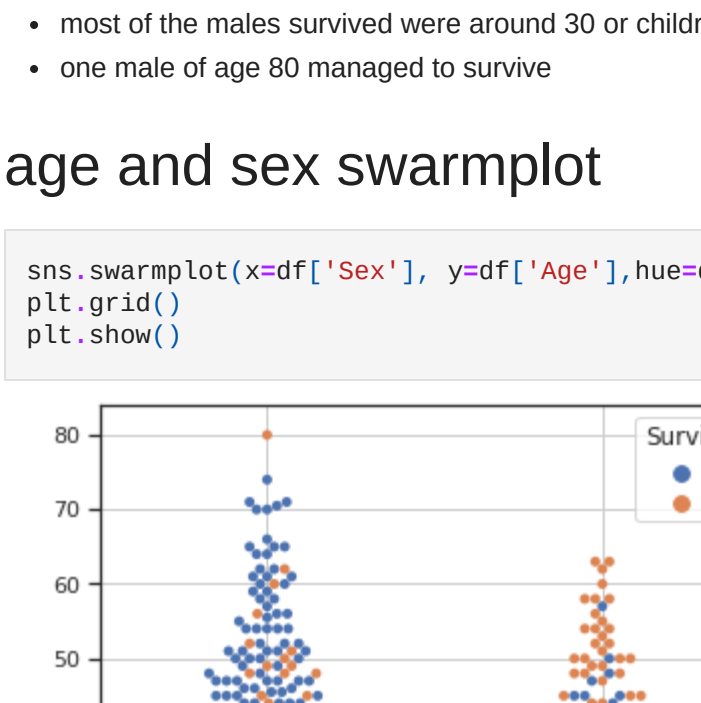 most of the males survived were around 30 or childr
one male of age 80 managed to survive
age and sex swarmplot
sns.swarmplot(x=df['Sex'], y=df['Age'],hue=
plt.grid()
plt.show()
80
Survi
70
60
50